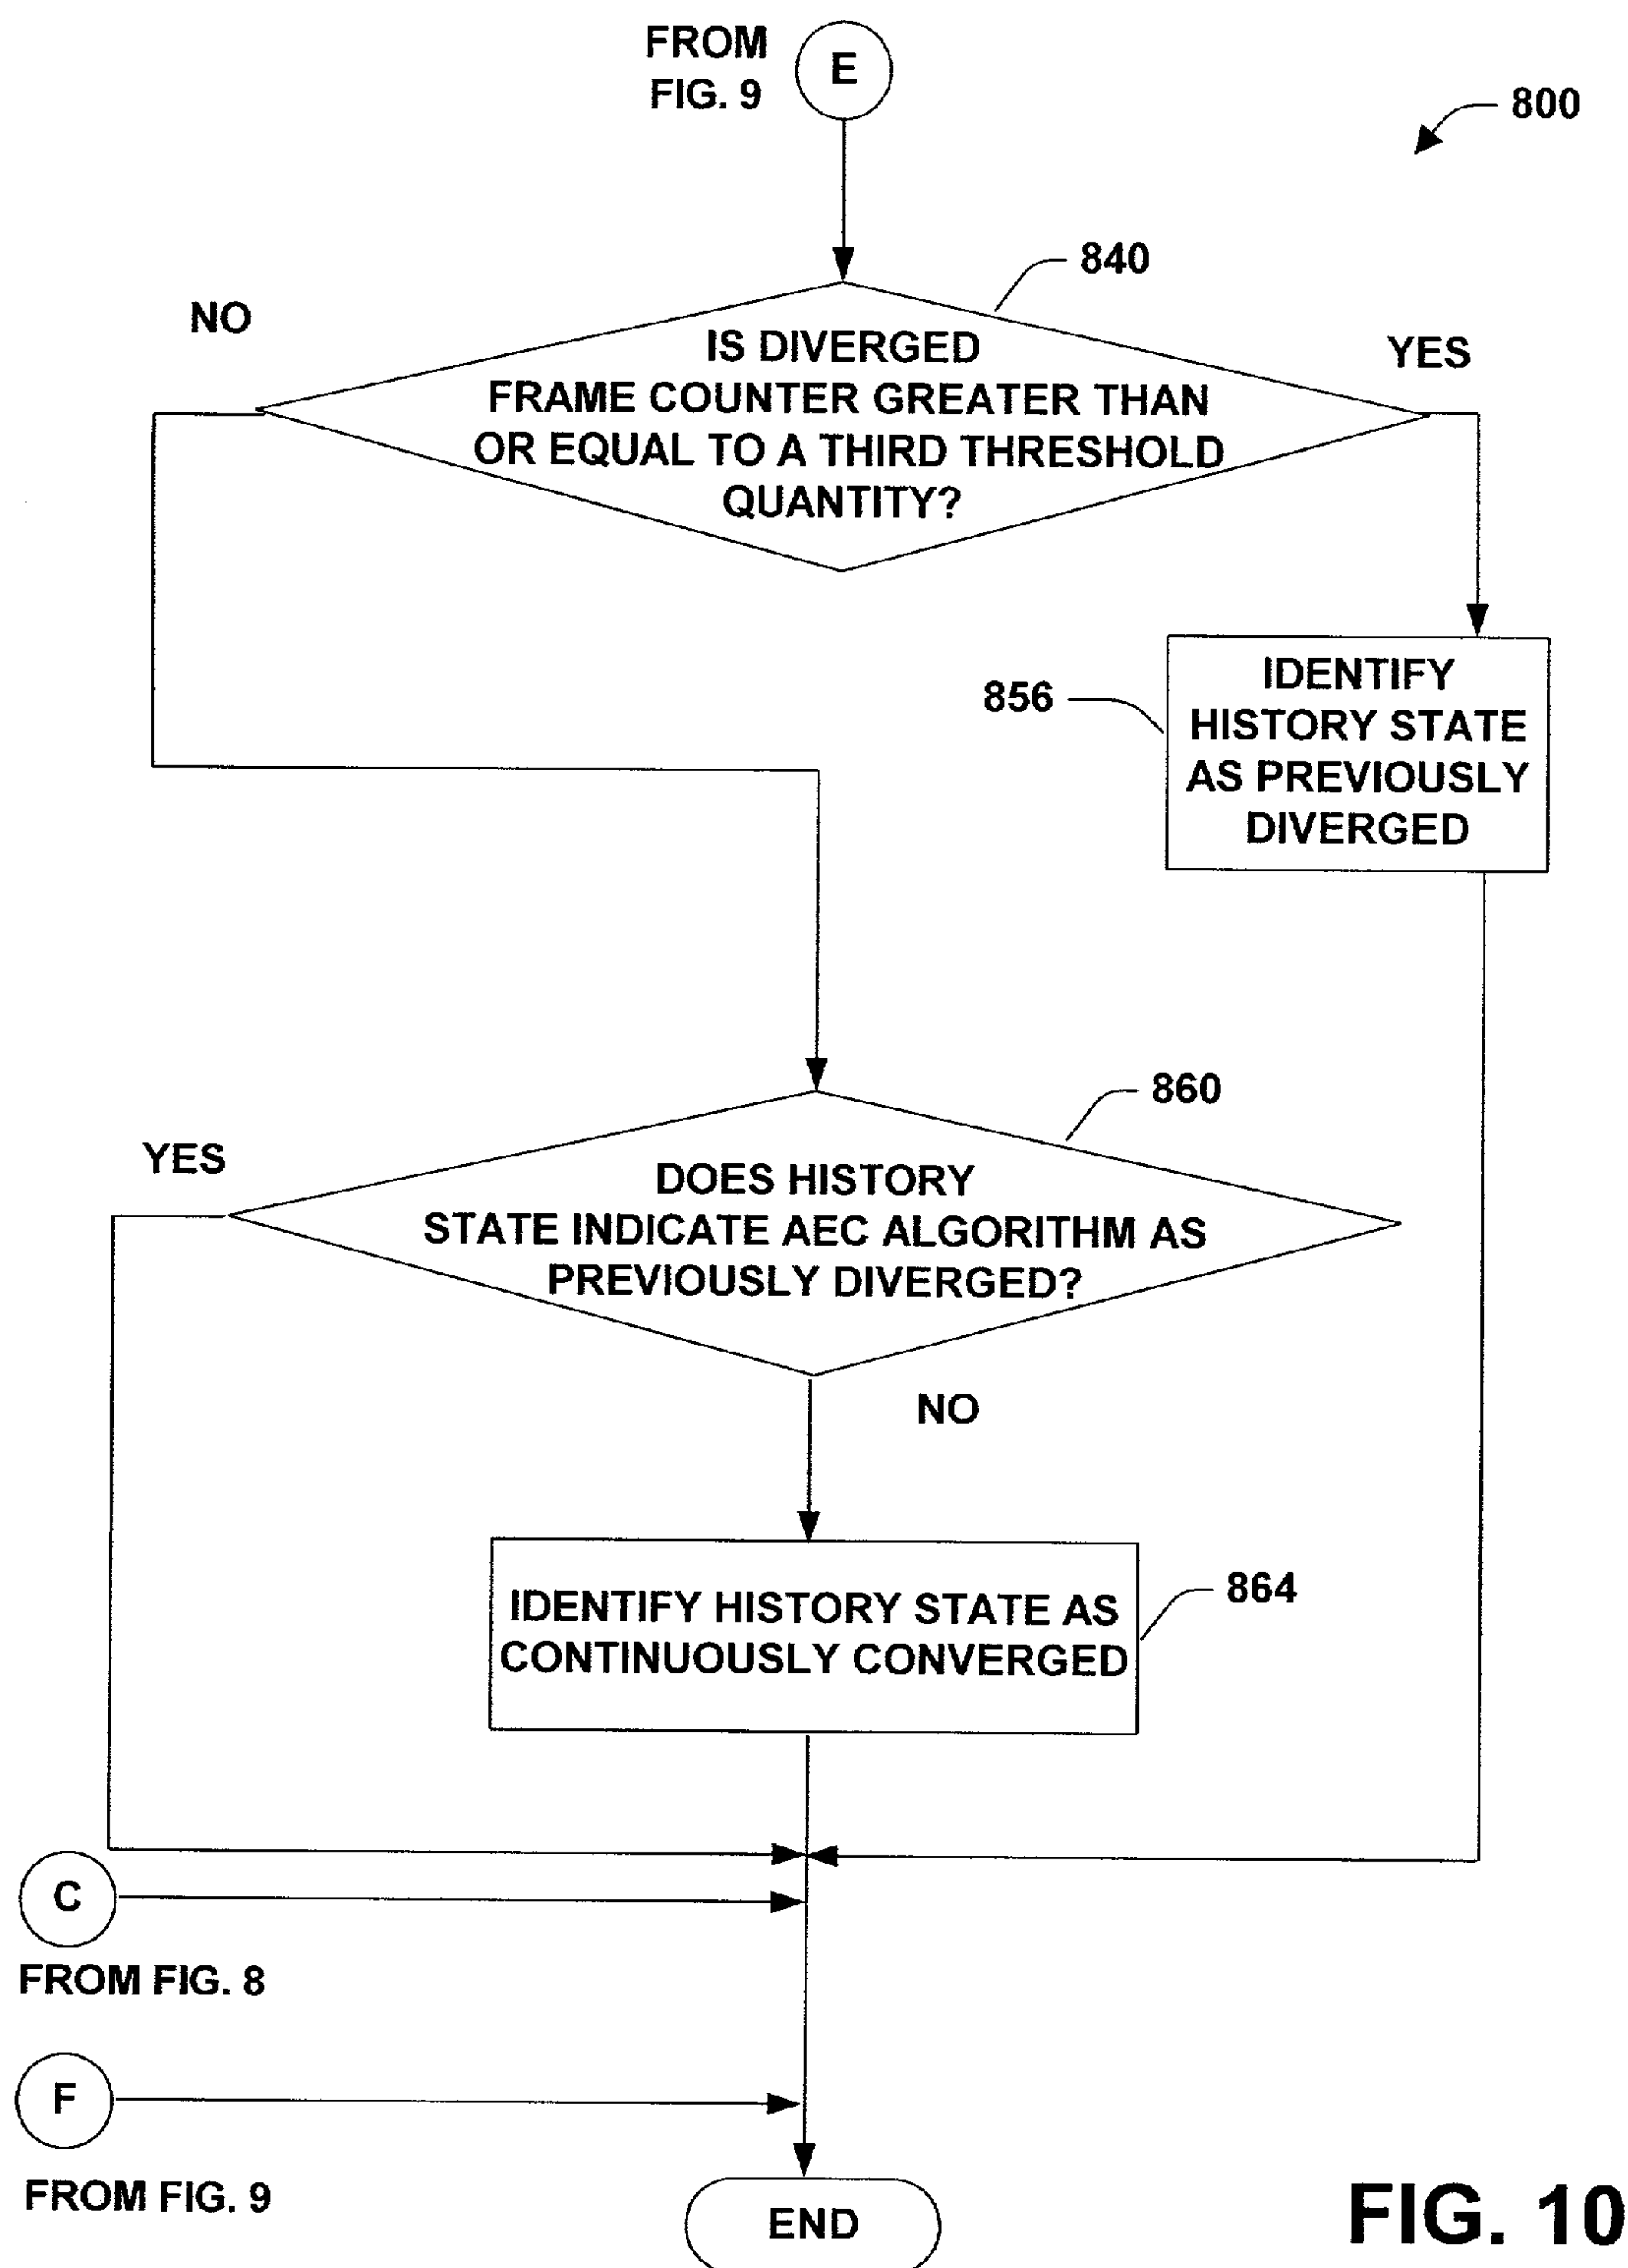 FROM
FIG. 9
E
800
840
NO
YES
IS DIVERGED
FRAME COUNTER GREATER THAN
OR EQUAL TO A THIRD THRESHOLD
QUANTITY?
856
IDENTIFY
HISTORY STATE
AS PREVIOUSLY
DIVERGED
860
YES
DOES HISTORY
STATE INDICATE AEC ALGORITHM AS
PREVIOUSLY DIVERGED?
NO
864
IDENTIFY HISTORY STATE AS
CONTINUOUSLY CONVERGED
C
FROM FIG. 8
F
FROM FIG. 9
END
FIG. 10